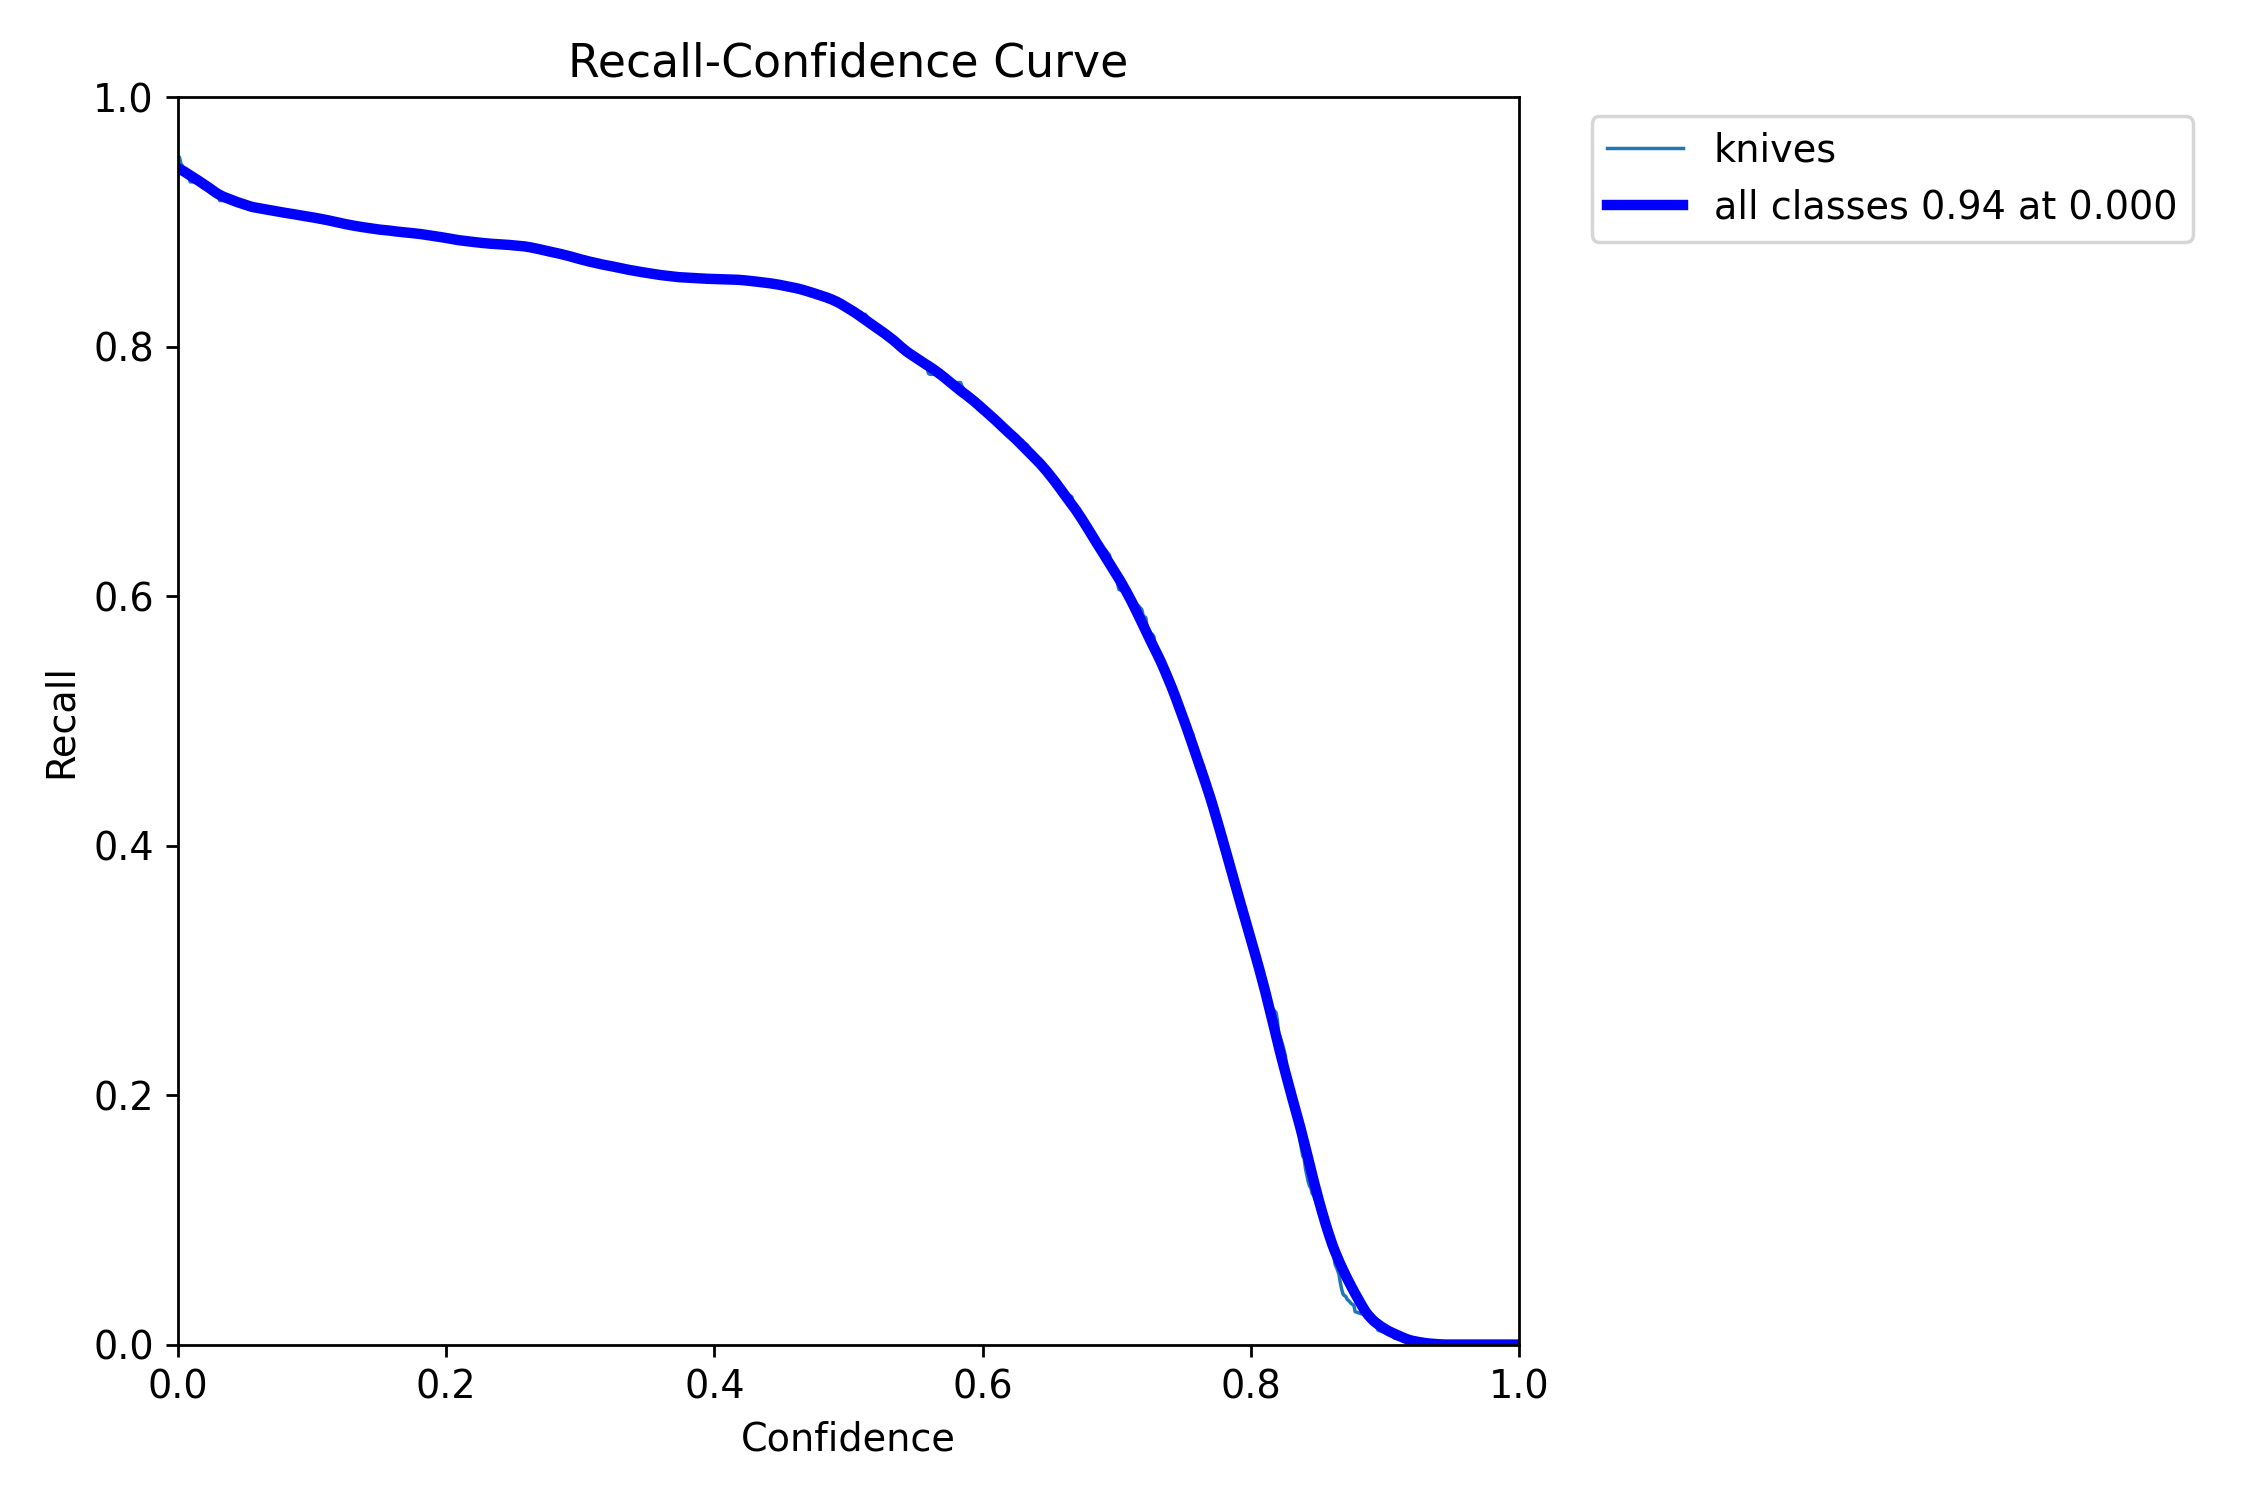 Recall-Confidence Curve
1.0
0.8
0.6
0.4
0.2
0.0
Recall
0.0 0.2 0.4 0.6 0.8 1.0
Confidence
knives
all classes 0.94 at 0.000